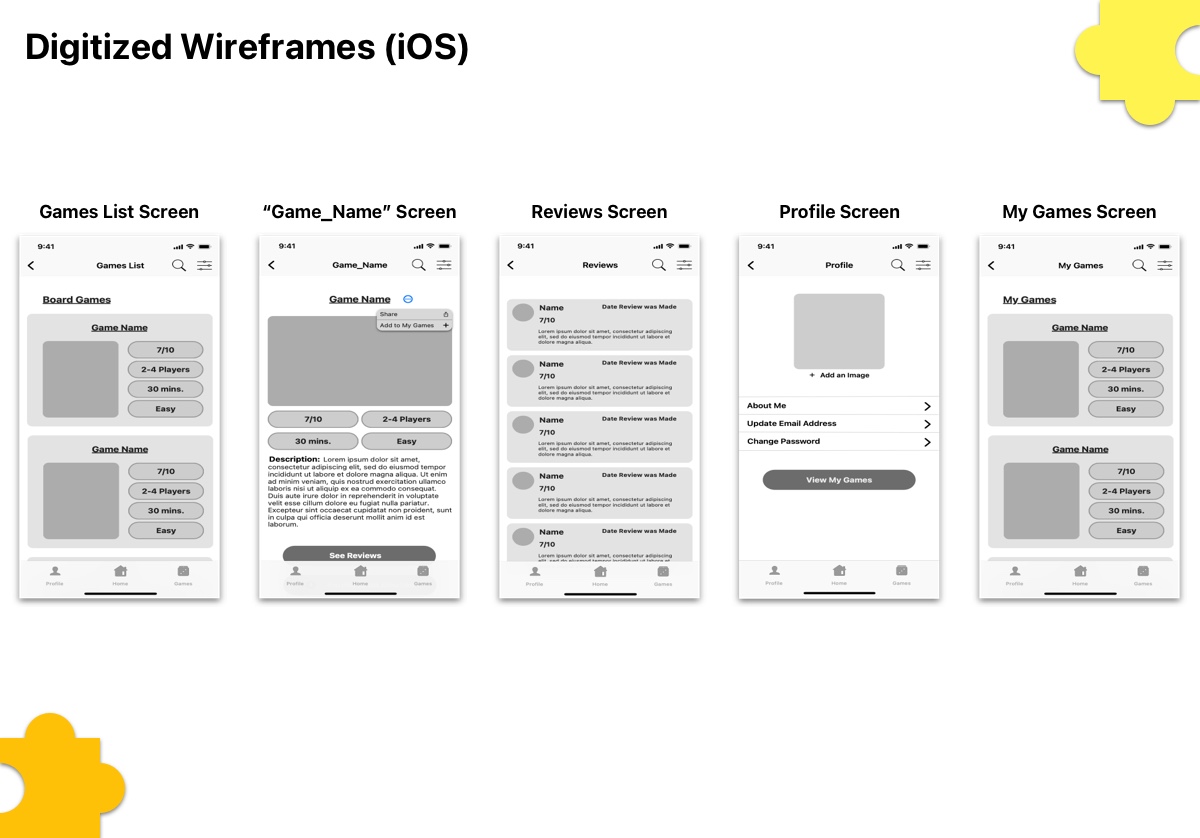 Digitized Wireframes (iOS)
Games List Screen
9:41
Games List
Board Games
Game Name
7/10
2-4 Players
30 mins.
Easy
Game Name
7/10
2-4 Players
30 mins.
Easy
Profile
Home
Games
“Game_Name” Screen
9:41
Game_Name
Game Name
Share
Add to My Games
7/10
2-4 Players
30 mins.
Easy
Description: Lorem ipsum dolor sit amet,
consectetur adipiscing elit, sed do eiusmod tempor
incididunt ut labore et dolore magna aliqua. Ut enim
ad minim veniam, quis nostrud exercitation ullamco
laboris nisi ut aliquip ex ea commodo consequat.
Duis aute irure dolor in reprehenderit in voluptate
velit esse cillum dolore eu fugiat nulla pariatur.
Excepteur sint occaecat cupidatat non proident, sunt
in culpa qui officia deserunt mollit anim id est
laborum.
See Reviews
Profile
Home
Games
Reviews Screen
9:41
Reviews
Name
Date Review was Made
7/10
Lorem ipsum dolor sit amet, consectetur adipiscing
elit, sed do eiusmod tempor incididunt ut labore et
dolore magna aliqua.
Name
Date Review was Made
7/10
Lorem ipsum dolor sit amet, consectetur adipiscing
elit, sed do eiusmod tempor incididunt ut labore et
dolore magna aliqua.
Name
Date Review was Made
7/10
Lorem ipsum dolor sit amet, consectetur adipiscing
elit, sed do eiusmod tempor incididunt ut labore et
dolore magna aliqua.
Name
Date Review was Made
7/10
Lorem ipsum dolor sit amet, consectetur adipiscing
elit, sed do eiusmod tempor incididunt ut labore et
dolore magna aliqua.
Name
Date Review was Made
7/10
Lorem ipsum dolor sit amet, consectetur adipiscing
elit, sed do eiusmod tempor incididunt ut labore et
Profile
Home
Games
Profile Screen
9:41
Profile
+ Add an Image
About Me
Update Email Address
Change Password
View My Games
Profile
Home
Games
My Games Screen
9:41
My Games
My Games
Game Name
7/10
2-4 Players
30 mins.
Easy
Game Name
7/10
2-4 Players
30 mins.
Easy
Profile
Home
Games